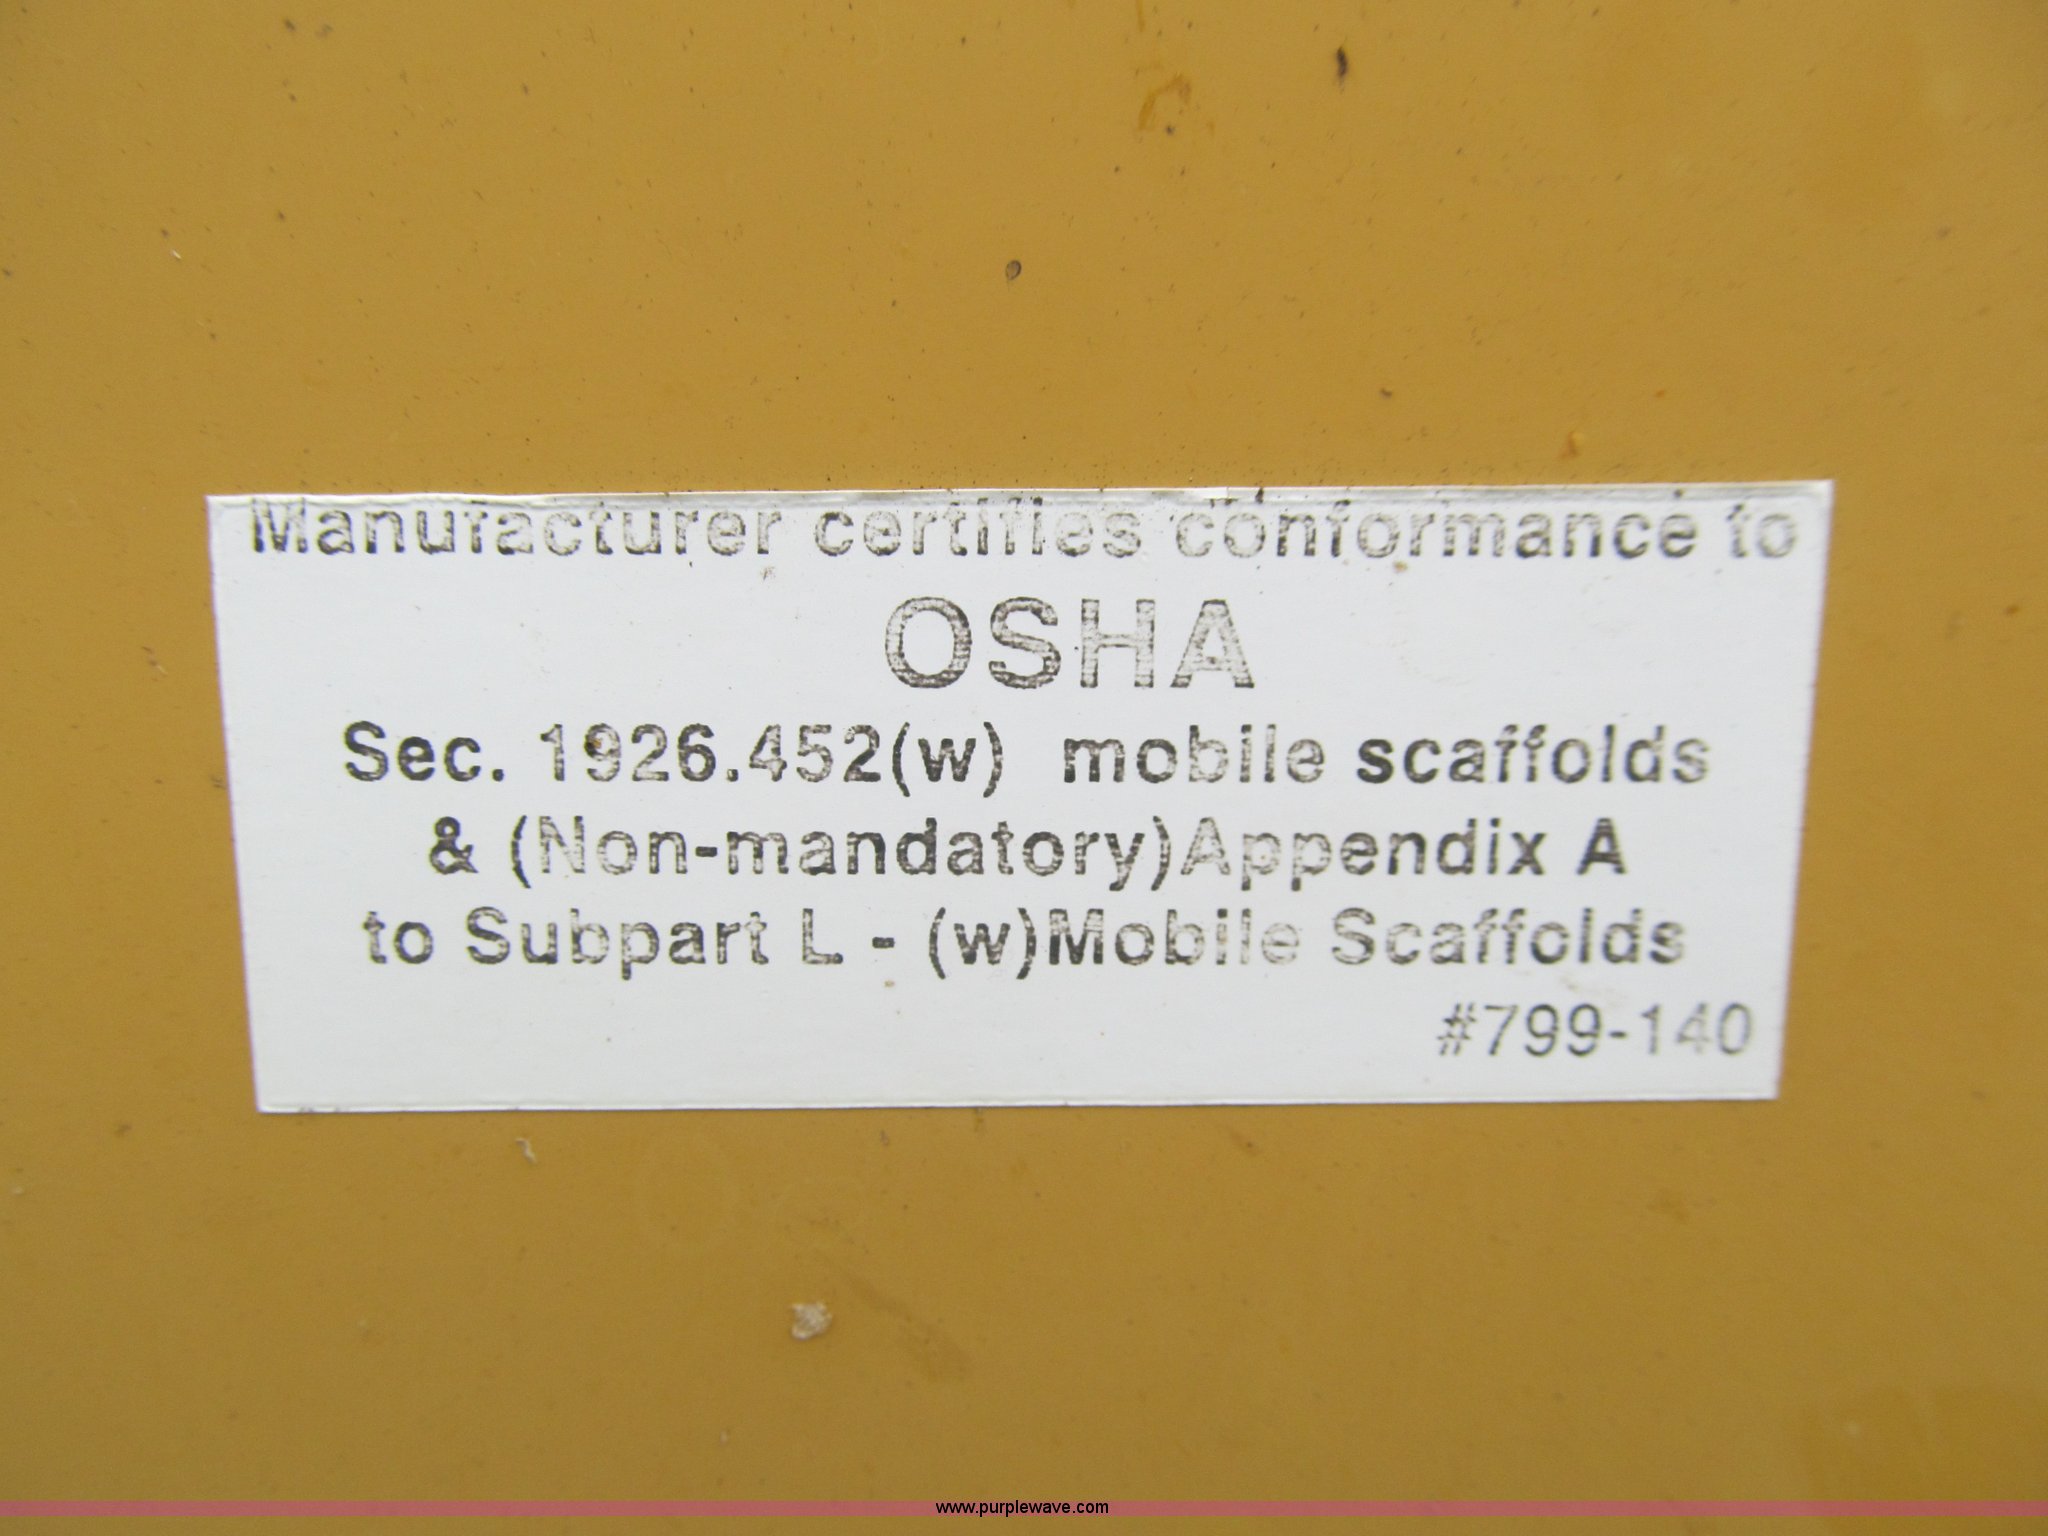 Manufacturer certifies conformance to
OSHA
Sec. 1926.452(w) mobile scaffolds
& (Non-mandatory)Appendix A
to Subpart L - (w)Mobile Scaffolds
#799-140
www.purplewave.com